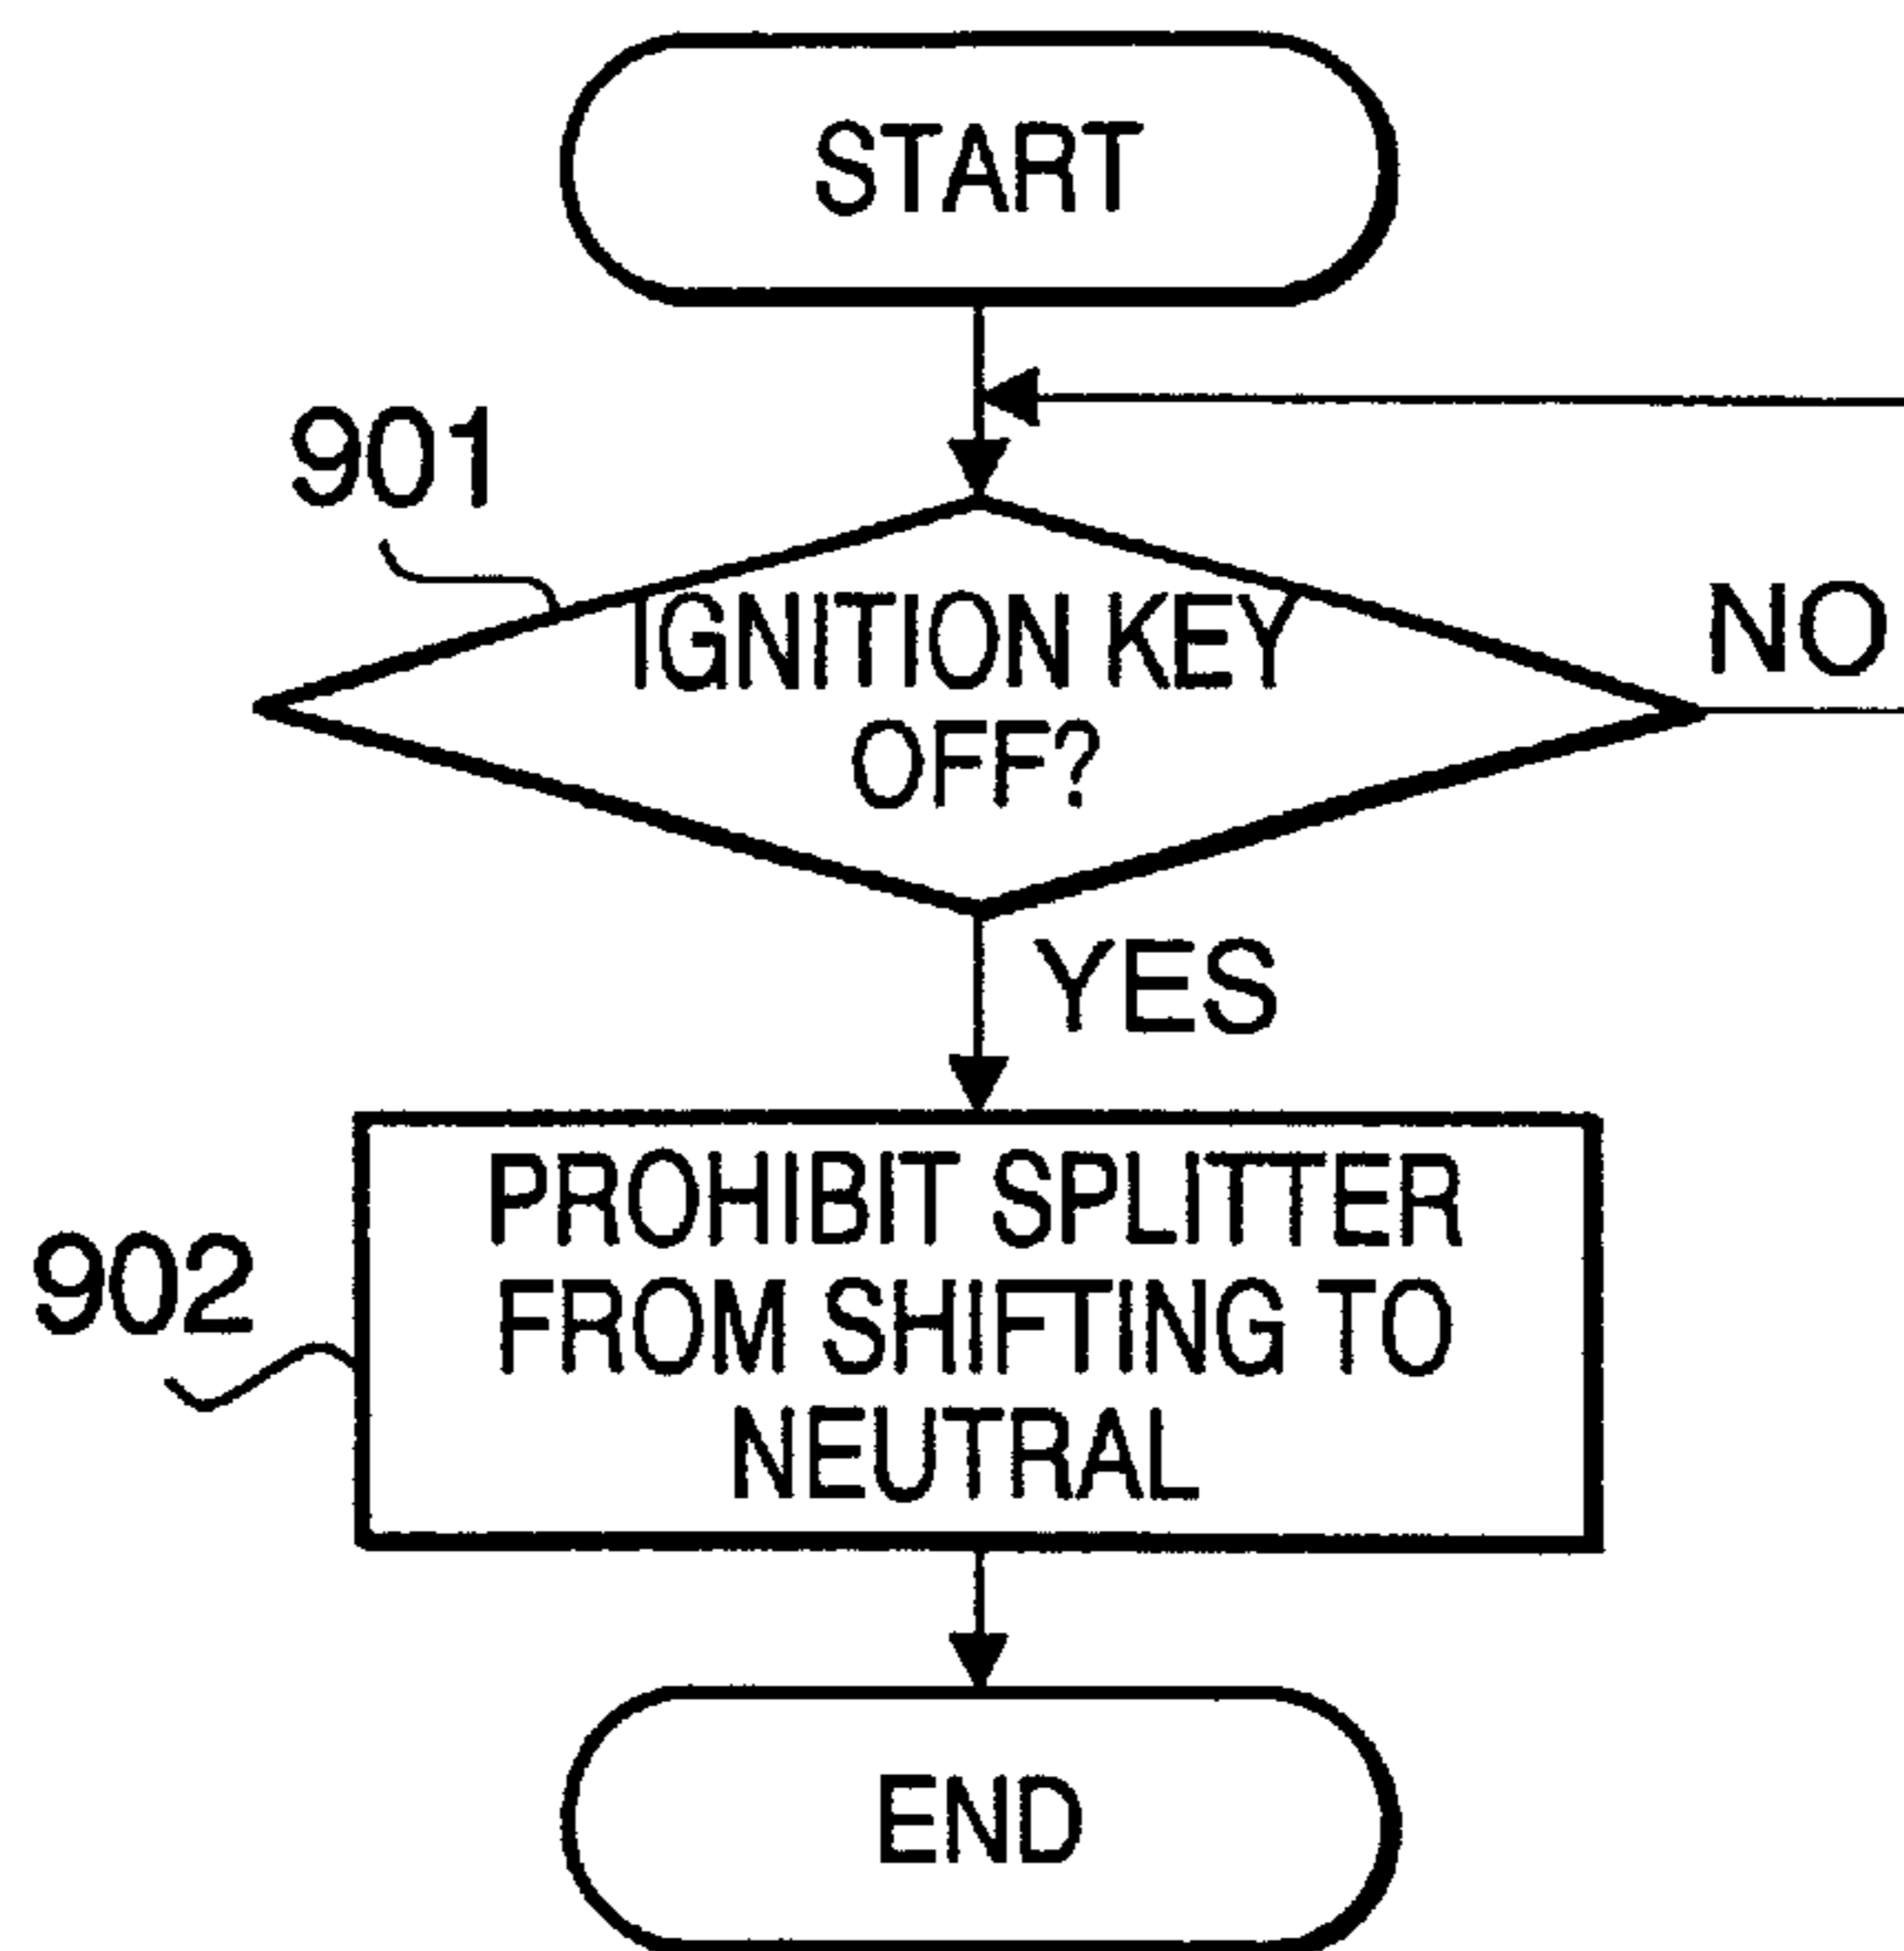 START
901
IGNITION KEY
OFF?
NO
YES
PROHIBIT SPLITTER
FROM SHIFTING TO
NEUTRAL
902
END